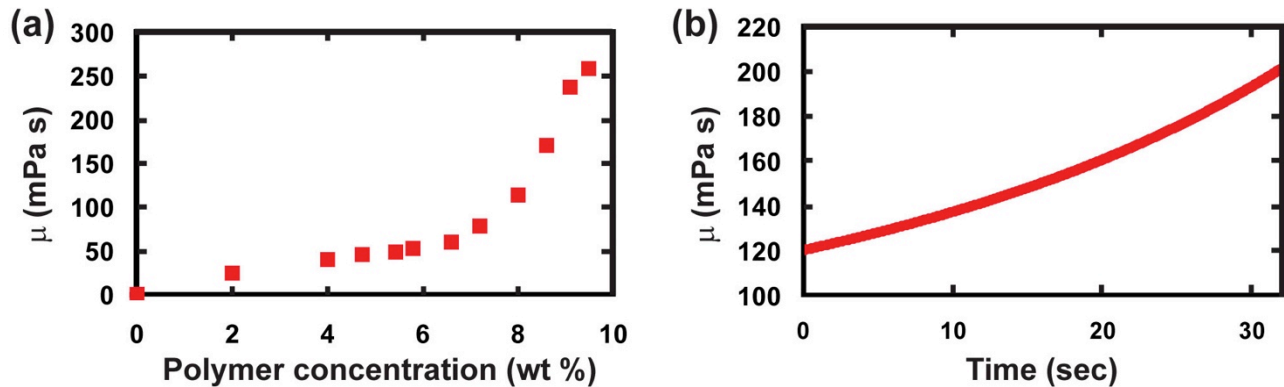 (a)
300
250
200
150
100
50
0
μ (mPa s)
0 2 4 6 8 10
Polymer concentration (wt %)
(b)
220
200
180
160
140
120
100
μ (mPa s)
0 10 20 30
Time (sec)